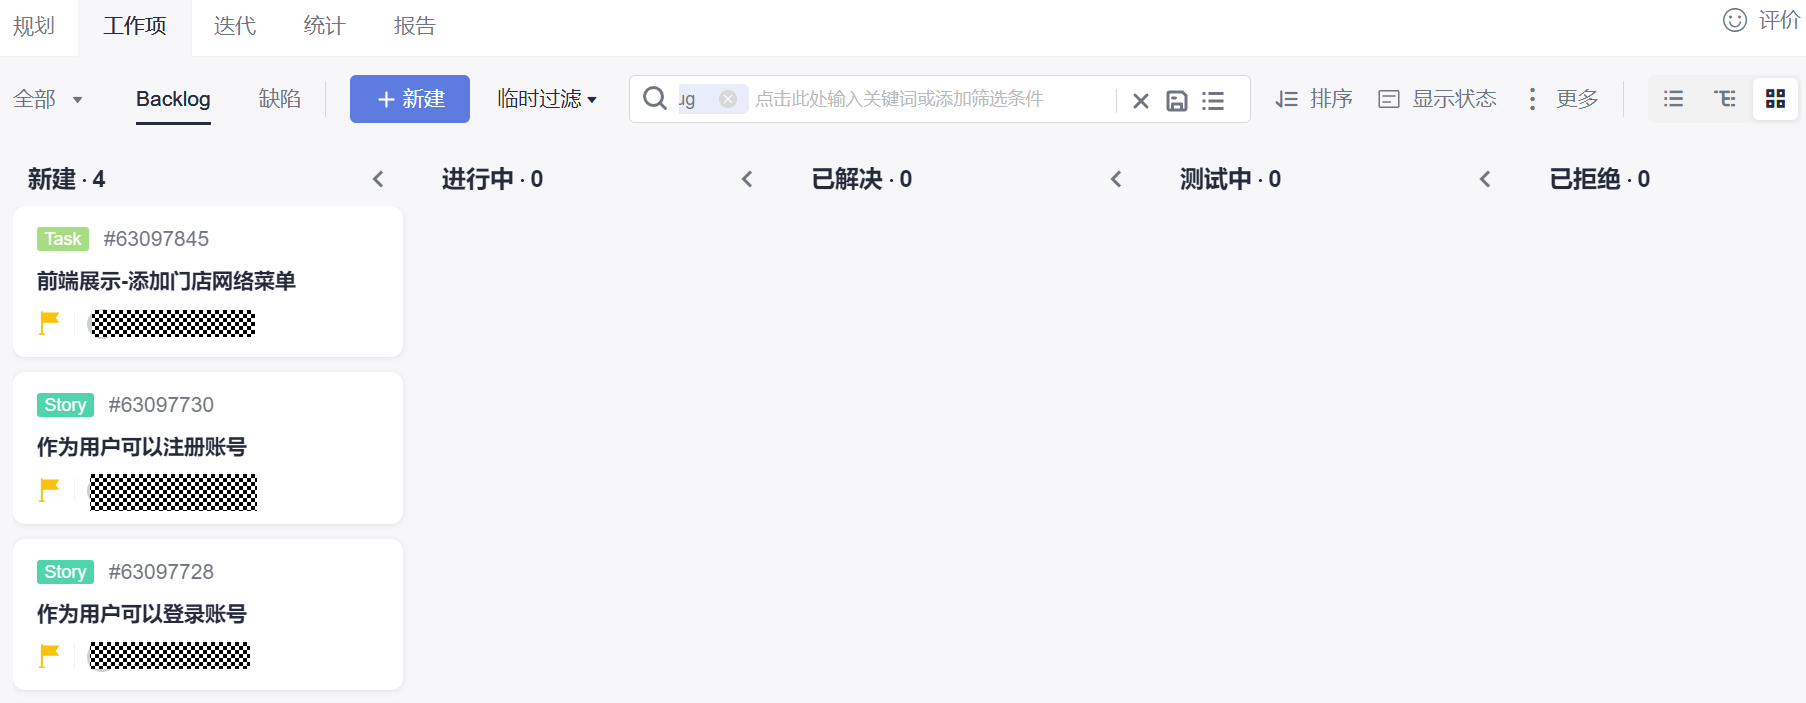 规划 工作项 迭代 统计 报告 评价
全部 Backlog 缺陷 + 新建 临时过滤 ug 点击此处输入关键词或添加筛选条件 排序 显示状态 更多
新建 · 4 进行中 · 0 已解决 · 0 测试中 · 0 已拒绝 · 0
Task #63097845
前端展示-添加门店网络菜单
Story #63097730
作为用户可以注册账号
Story #63097728
作为用户可以登录账号